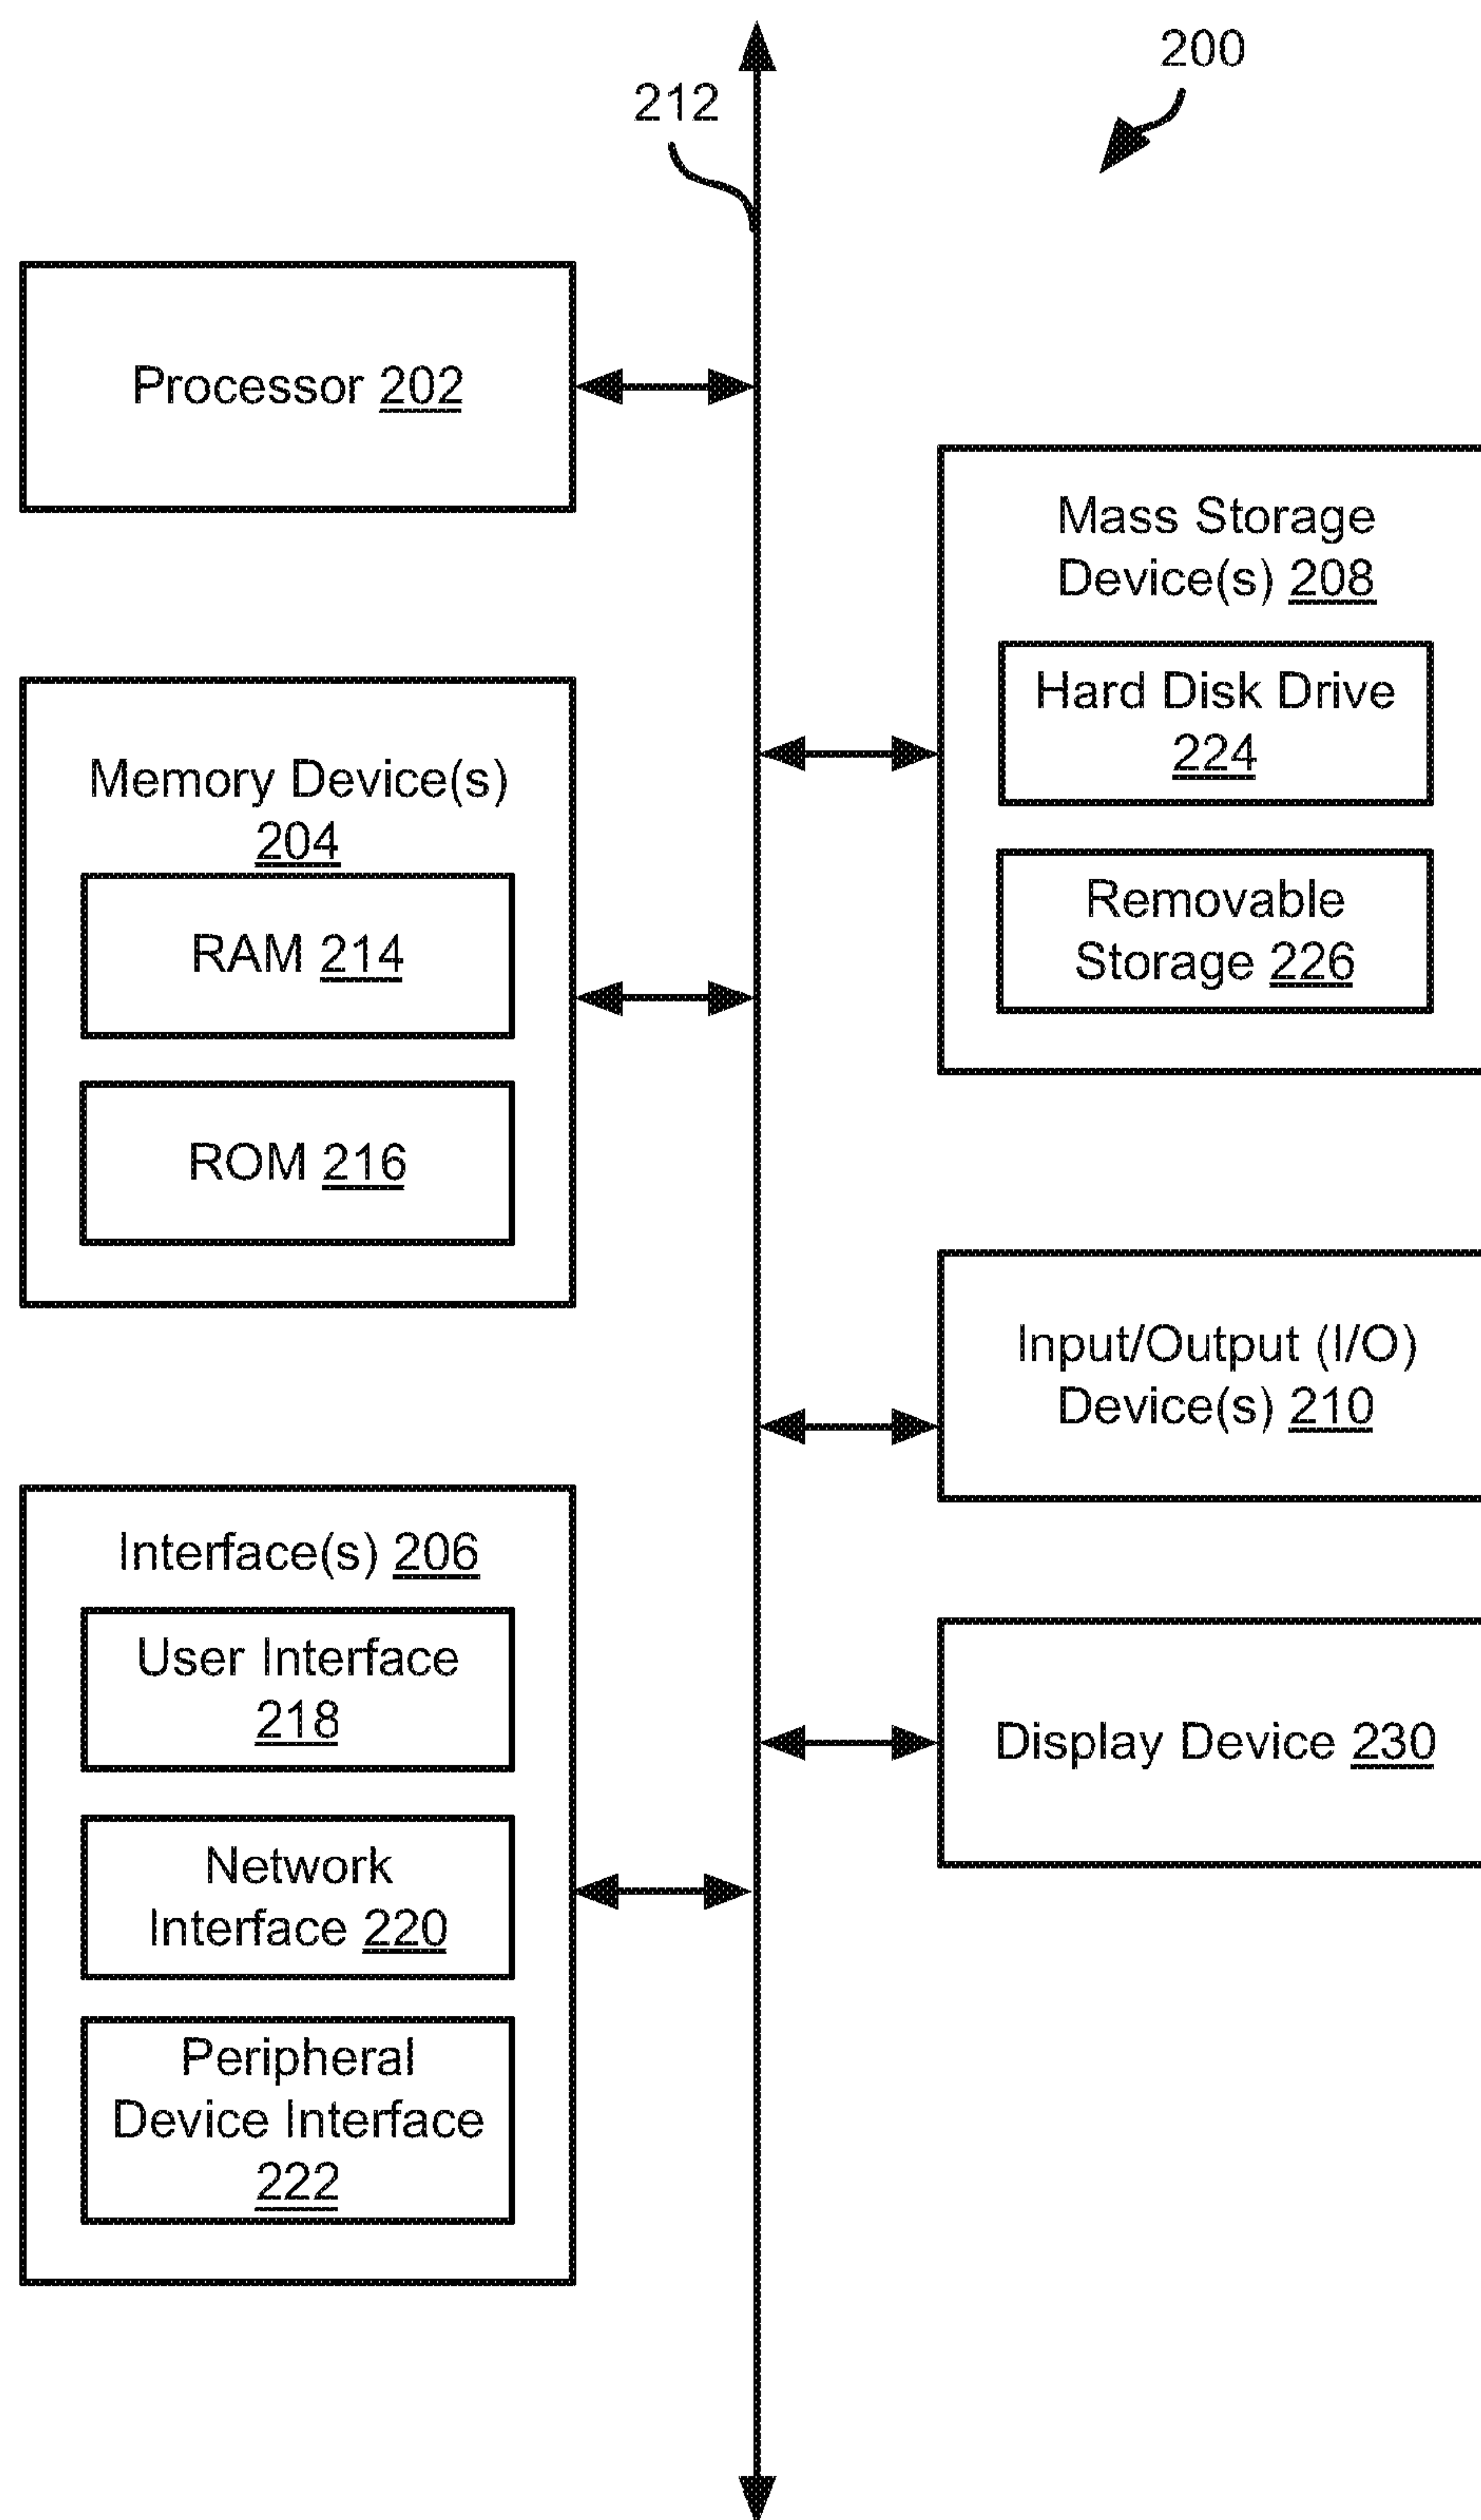 200
212
Processor 202
Mass Storage
Device(s) 208
Hard Disk Drive
224
Removable
Storage 226
Memory Device(s)
204
RAM 214
ROM 216
Input/Output (I/O)
Device(s) 210
Interface(s) 206
User Interface
218
Network
Interface 220
Peripheral
Device Interface
222
Display Device 230